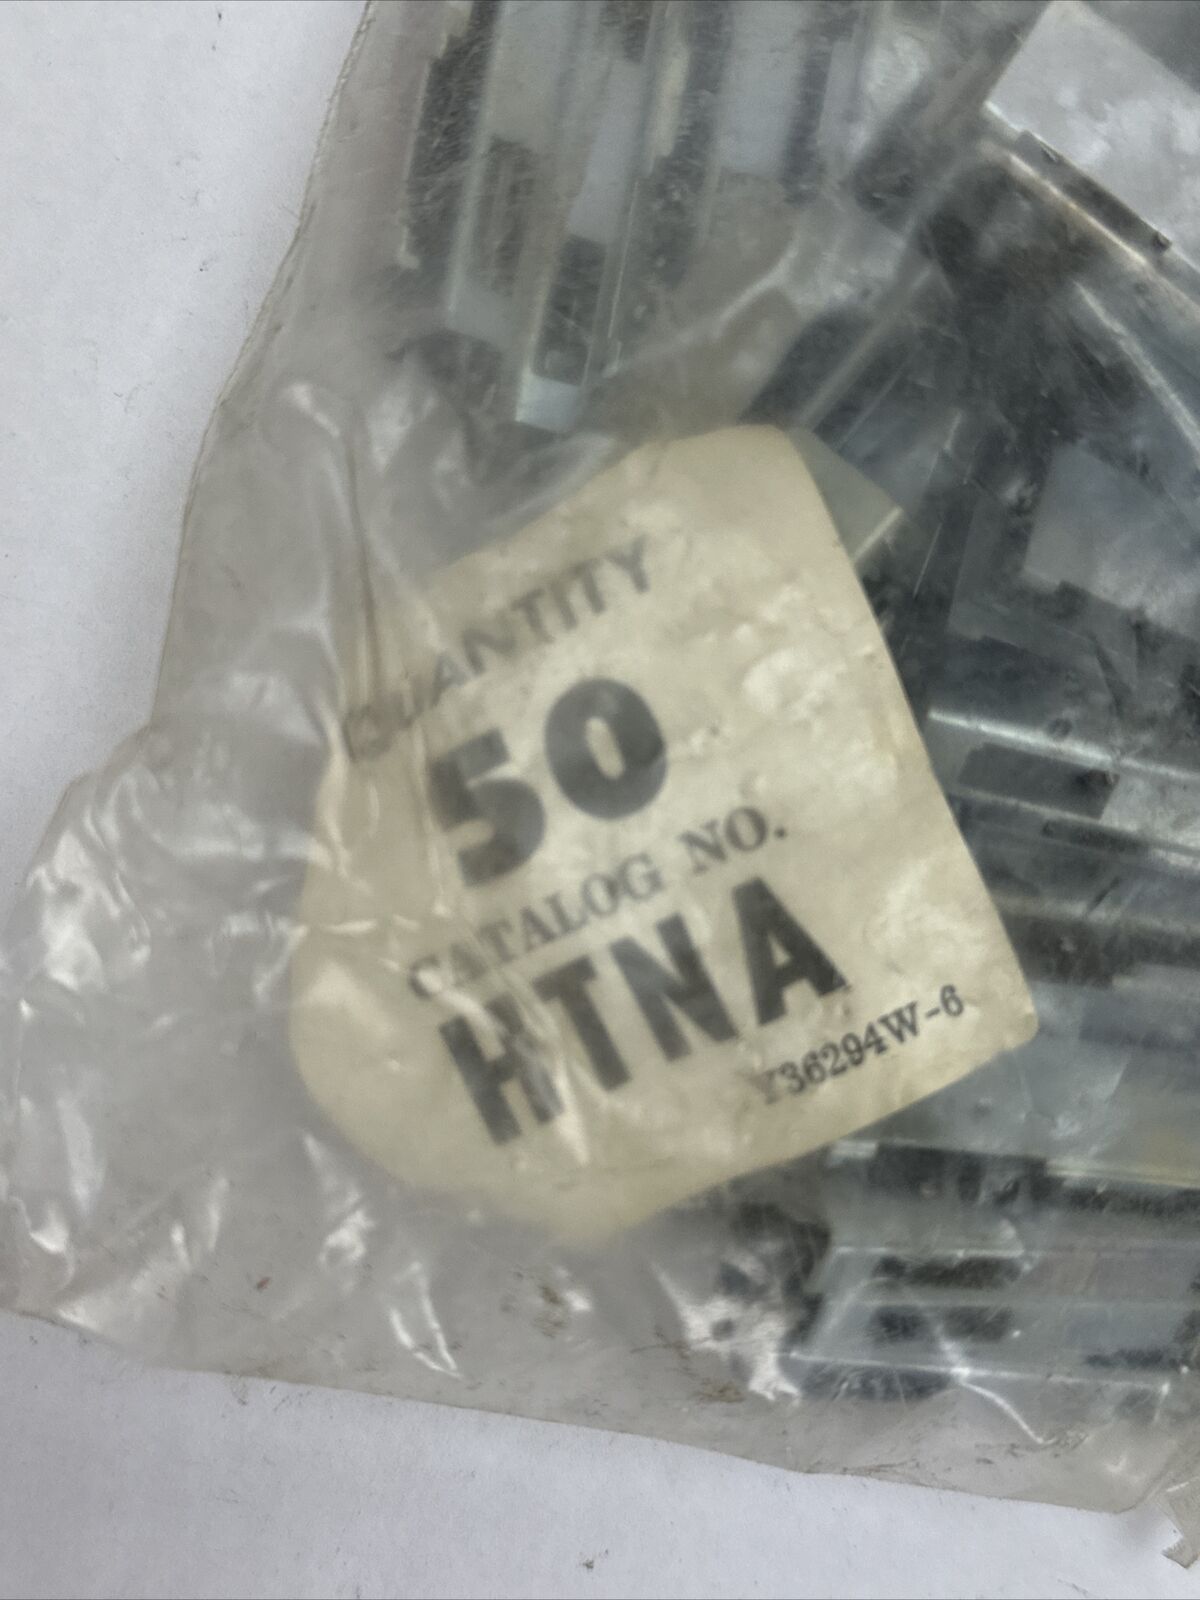 QUANTITY
50
CATALOG NO.
HTNA
Y36294W-6